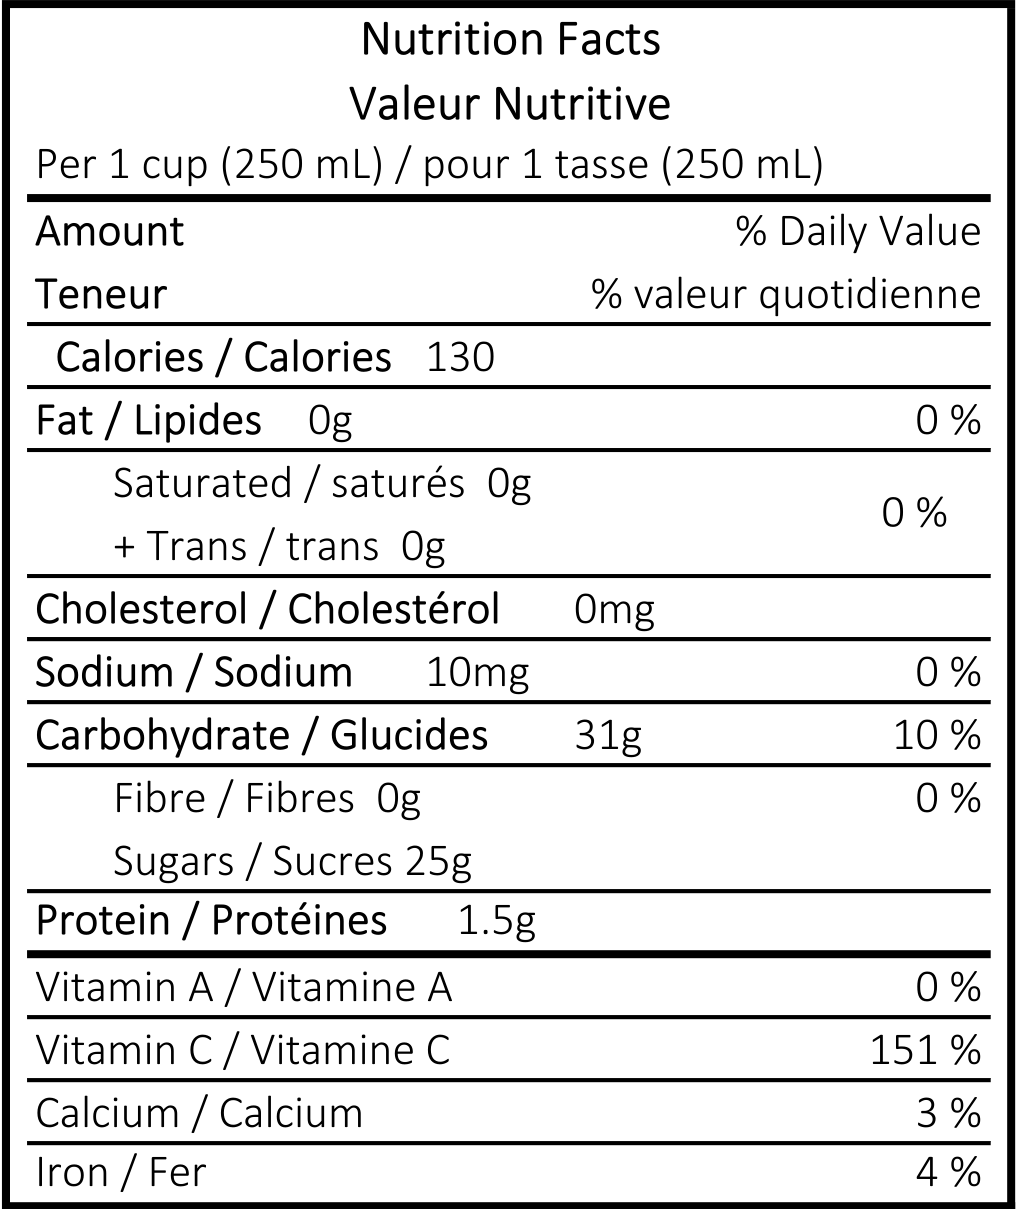 Nutrition Facts
Valeur Nutritive
Per 1 cup (250 mL) / pour 1 tasse (250 mL)
Amount % Daily Value
Teneur % valeur quotidienne
Calories / Calories 130
Fat / Lipides 0g 0 %
Saturated / saturés 0g
0 %
+ Trans / trans 0g
Cholesterol / Cholestérol 0mg
Sodium / Sodium 10mg 0 %
Carbohydrate / Glucides 31g 10 %
Fibre / Fibres 0g 0 %
Sugars / Sucres 25g
Protein / Protéines 1.5g
Vitamin A / Vitamine A 0 %
Vitamin C / Vitamine C 151 %
Calcium / Calcium 3 %
Iron / Fer 4 %